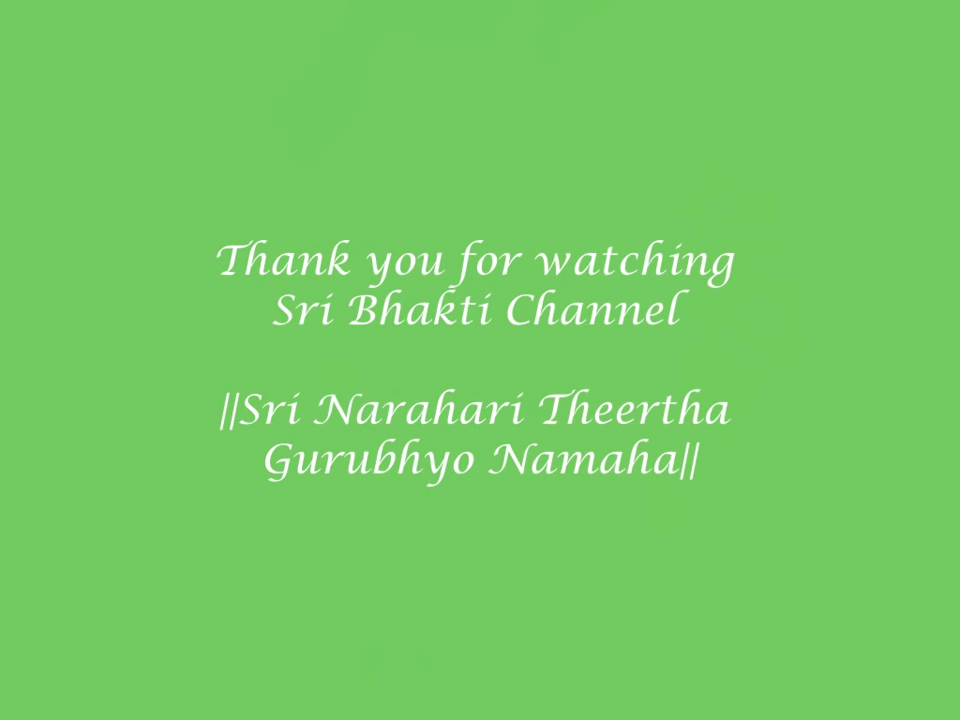 Thank you for watching
Sri Bhakti Channel
||Sri Narahari Theertha
Gurubhyo Namaha||